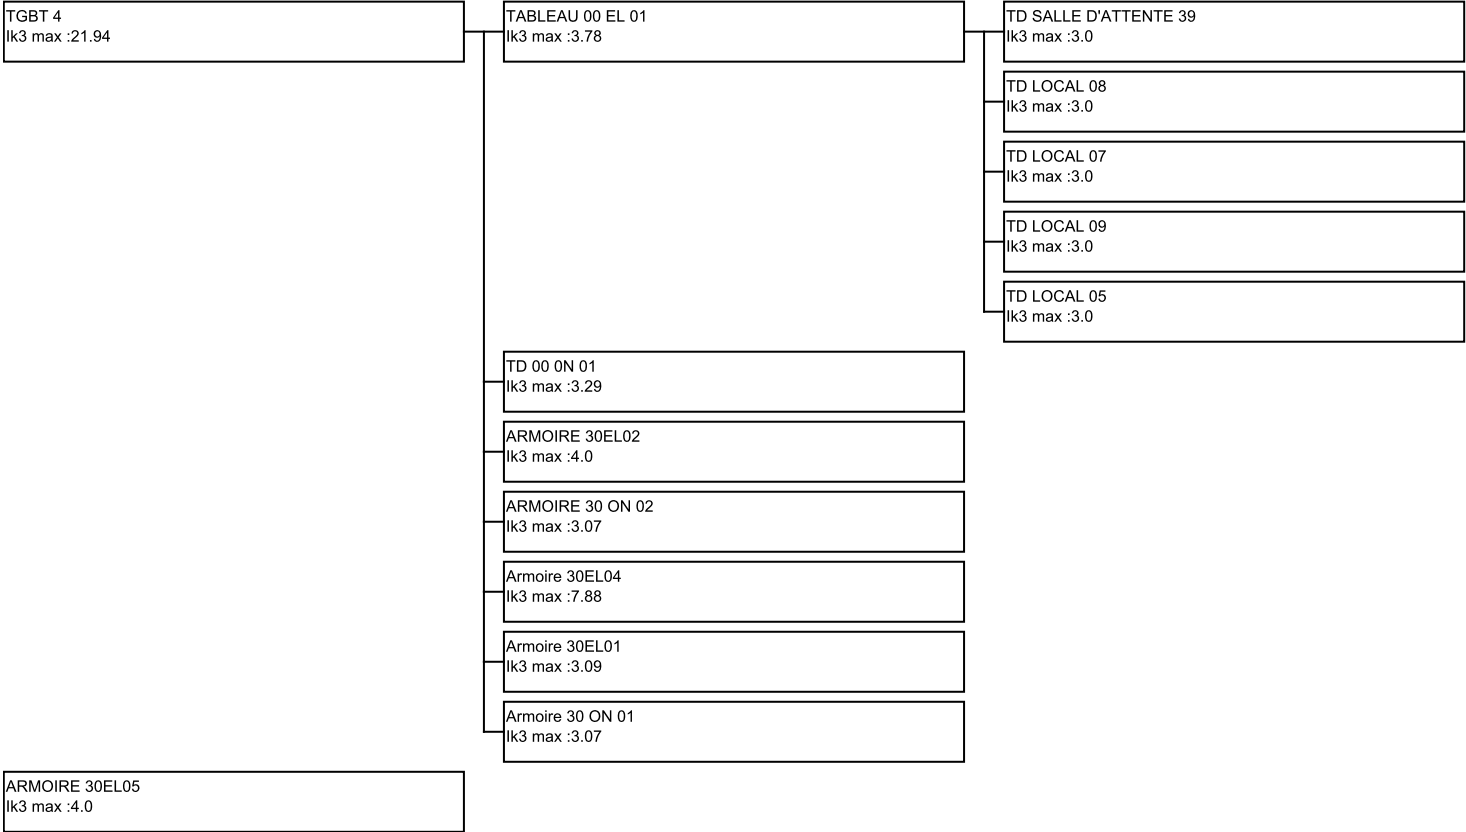 TGBT 4
Ik3 max :21.94
TABLEAU 00 EL 01
Ik3 max :3.78
TD SALLE D'ATTENTE 39
Ik3 max :3.0
TD LOCAL 08
Ik3 max :3.0
TD LOCAL 07
Ik3 max :3.0
TD LOCAL 09
Ik3 max :3.0
TD LOCAL 05
Ik3 max :3.0
TD 00 0N 01
Ik3 max :3.29
ARMOIRE 30EL02
Ik3 max :4.0
ARMOIRE 30 ON 02
Ik3 max :3.07
Armoire 30EL04
Ik3 max :7.88
Armoire 30EL01
Ik3 max :3.09
Armoire 30 ON 01
Ik3 max :3.07
ARMOIRE 30EL05
Ik3 max :4.0